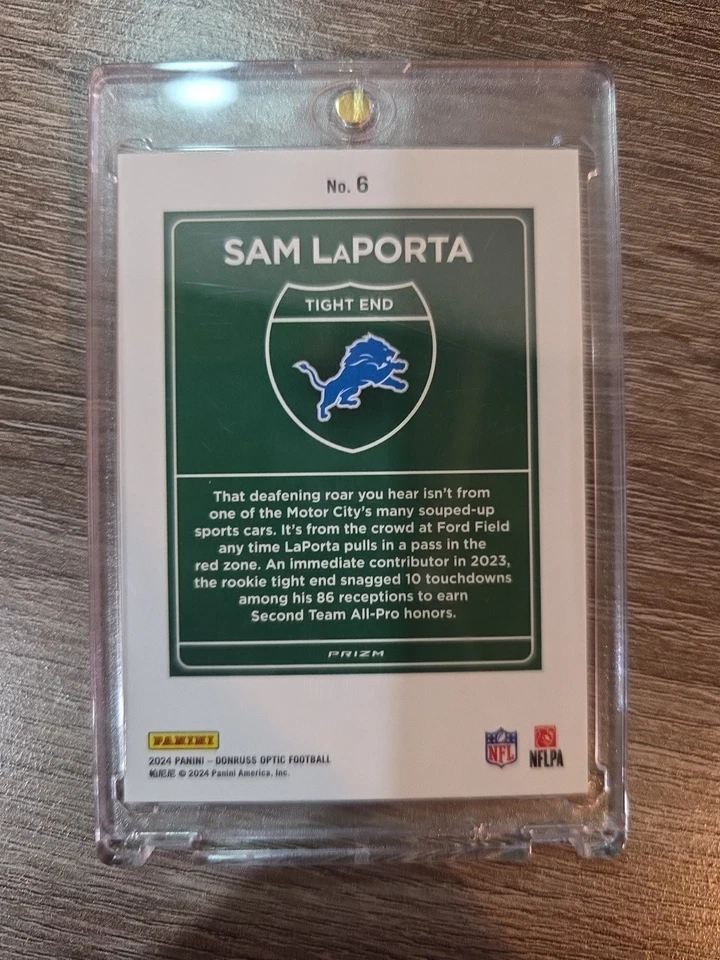 No. 6
SAM LAPORTA
TIGHT END
That deafening roar you hear isn't from
one of the Motor City's many souped-up
sports cars. It's from the crowd at Ford Field
any time LaPorta pulls in a pass in the
red zone. An immediate contributor in 2023,
the rookie tight end snagged 10 touchdowns
among his 86 receptions to earn
Second Team All-Pro honors.
PRIZM
PANINI
2024 PANINI – DONRUSS OPTIC FOOTBALL
帕尼尼 © 2024 Panini America, Inc.
NFL
NFLPA